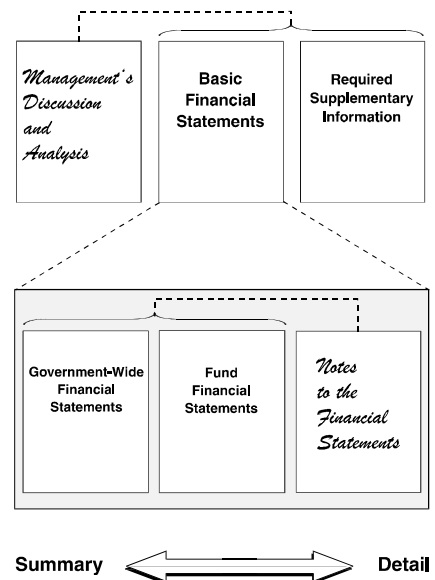 Management's
Discussion
and
Analysis
Basic
Financial
Statements
Required
Supplementary
Information
Government-Wide
Financial
Statements
Fund
Financial
Statements
Notes
to the
Financial
Statements
Summary
Detail